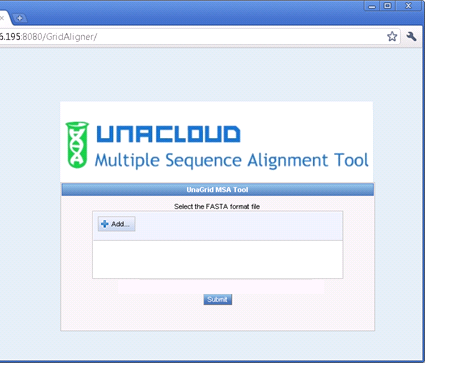 6.195:8080/GridAligner/
UNACLOUD
Multiple Sequence Alignment Tool
UnaGrid MSA Tool
Select the FASTA format file
Add...
Submit